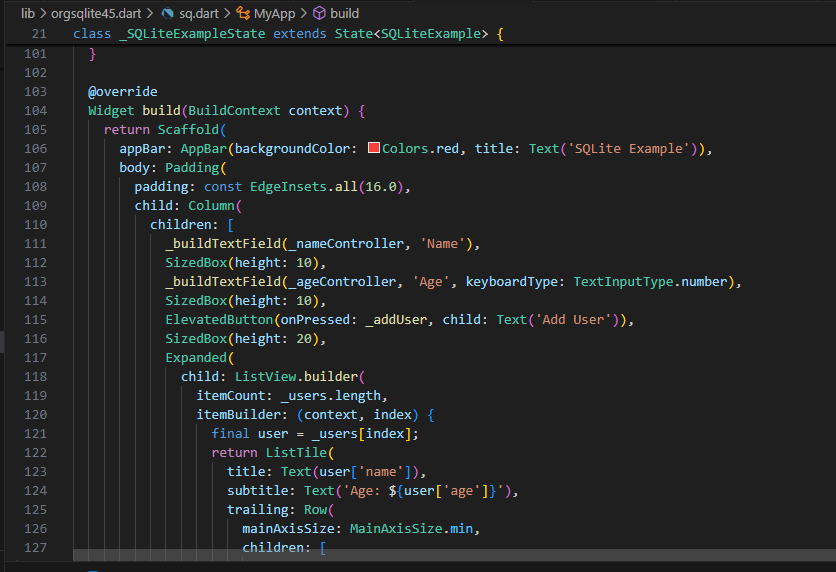 lib > orgsqlite45.dart > sq.dart > MyApp > build
21 class _SQLiteExampleState extends State<SQLiteExample> {
101 }
102
103 @override
104 Widget build(BuildContext context) {
105 return Scaffold(
106 appBar: AppBar(backgroundColor: Colors.red, title: Text('SQLite Example')),
107 body: Padding(
108 padding: const EdgeInsets.all(16.0),
109 child: Column(
110 children: [
111 _buildTextField(_nameController, 'Name'),
112 SizedBox(height: 10),
113 _buildTextField(_ageController, 'Age', keyboardType: TextInputType.number),
114 SizedBox(height: 10),
115 ElevatedButton(onPressed: _addUser, child: Text('Add User')),
116 SizedBox(height: 20),
117 Expanded(
118 child: ListView.builder(
119 itemCount: _users.length,
120 itemBuilder: (context, index) {
121 final user = _users[index];
122 return ListTile(
123 title: Text(user['name']),
124 subtitle: Text('Age: ${user['age']}'),
125 trailing: Row(
126 mainAxisSize: MainAxisSize.min,
127 children: [